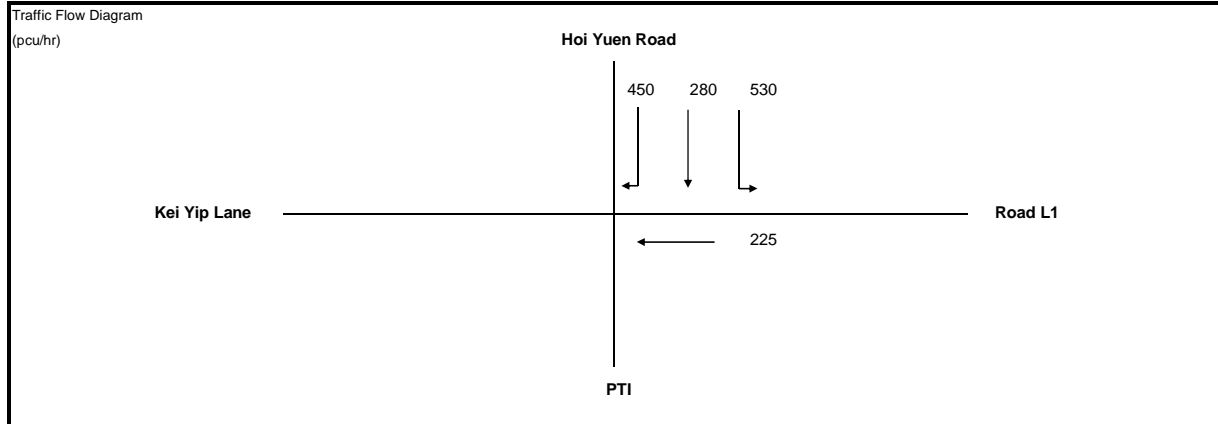 Traffic Flow Diagram
(pcu/hr)
Hoi Yuen Road
450 280 530
Kei Yip Lane
Road L1
225
PTI